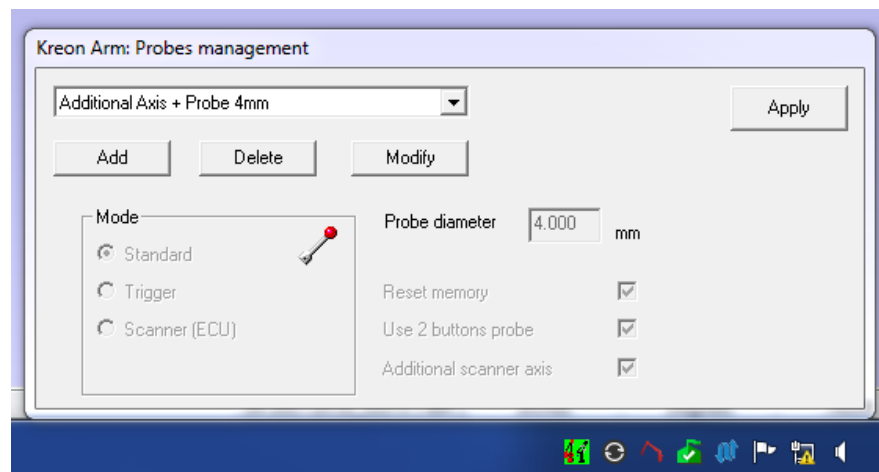 Kreon Arm: Probes management
Additional Axis + Probe 4mm
Apply
Add Delete Modify
Mode
Probe diameter 4.000 mm
Standard
Trigger
Reset memory
Scanner (ECU)
Use 2 buttons probe
Additional scanner axis